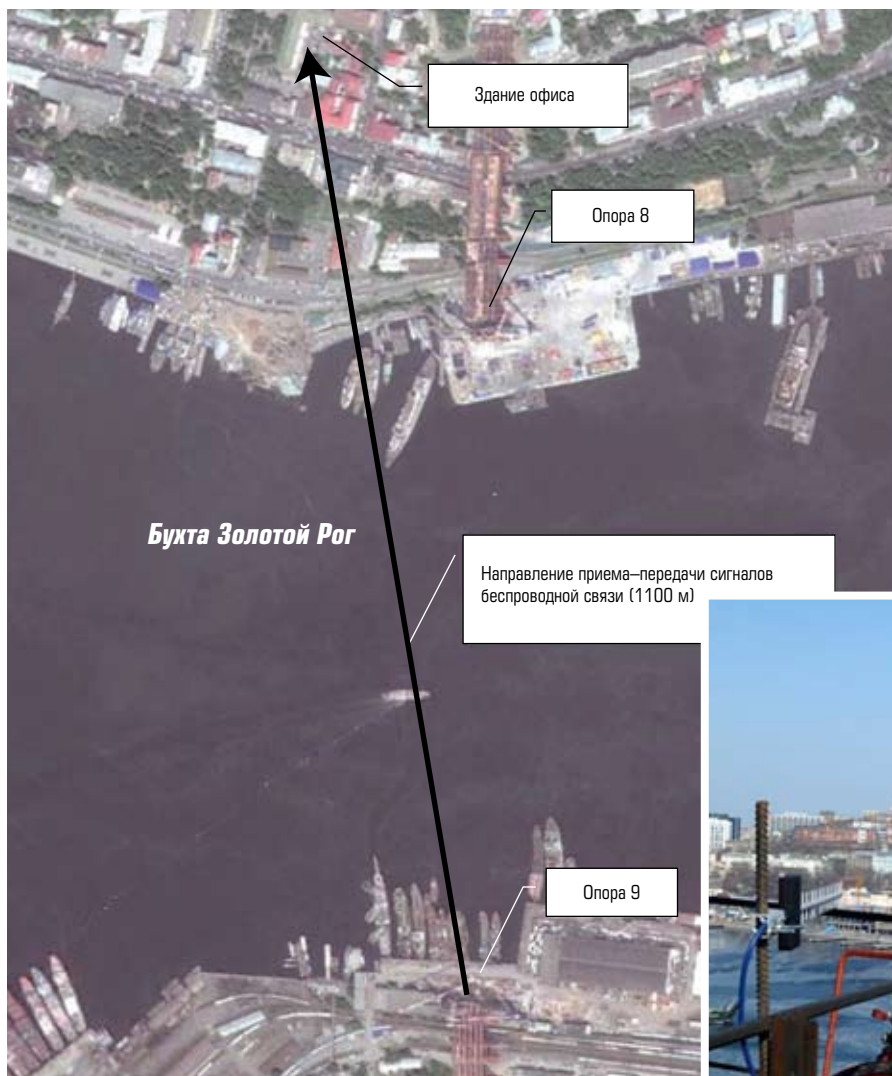 Здание офиса
Опора 8
Бухта Золотой Рог
Направление приема–передачи сигналов
беспроводной связи (1100 м)
Опора 9